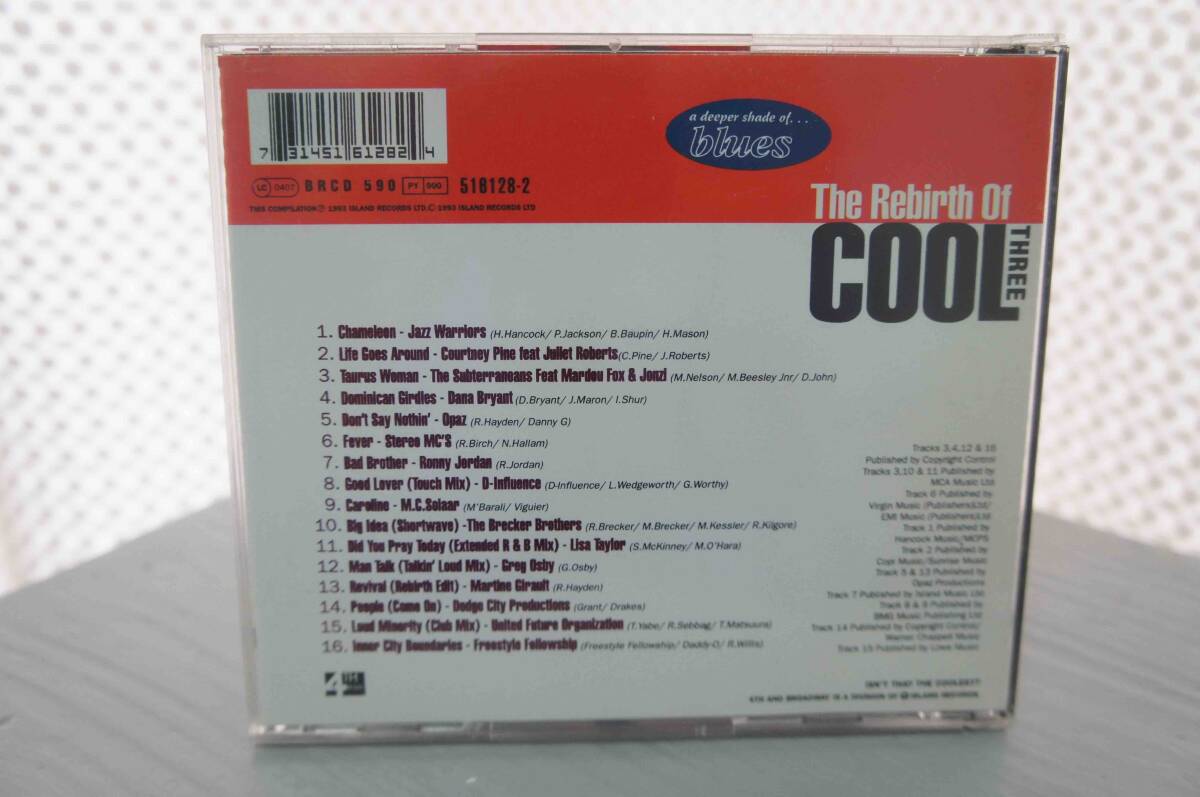 a deeper shade of...
blues
7 31451 61282 4
LC 0407 BRCD 590 PY 900 518128-2
THIS COMPILATION Ⓟ 1993 ISLAND RECORDS LTD. © 1993 ISLAND RECORDS LTD
The Rebirth Of
COOL
THREE
1. Chameleon - Jazz Warriors (H.Hancock/ P.Jackson/ B.Baupin/ H.Mason)
2. Life Goes Around - Courtney Pine feat Juliet Roberts(C.Pine/ J.Roberts)
3. Taurus Woman - The Subterraneans Feat Mardou Fox & Jonzi (M.Nelson/ M.Beesley Jnr/ D.John)
4. Dominican Girdles - Dana Bryant (D.Bryant/ J.Maron/ I.Shur)
5. Don't Say Nothin' - Opaz (R.Hayden/ Danny G)
6. Fever - Stereo MC'S (R.Birch/ N.Hallam)
7. Bad Brother - Ronny Jordan (R.Jordan)
8. Good Lover (Touch Mix) - D-Influence (D-Influence/ L.Wedgeworth/ G.Worthy)
9. Caroline - M.C.Solaar (M'Barali/ Viguier)
10. Big Idea (Shortwave) -The Brecker Brothers (R.Brecker/ M.Brecker/ M.Kessler/ R.Kilgore)
11. Did You Pray Today (Extended R & B Mix) - Lisa Taylor (S.McKinney/ M.O'Hara)
12. Man Talk (Talkin' Loud Mix) - Greg Osby (G.Osby)
13. Revival (Rebirth Edit) - Martine Girault (R.Hayden)
14. People (Come On) - Dodge City Productions (Grant/ Drakes)
15. Loud Minority (Club Mix) - United Future Organization (T.Yabe/ R.Sebbag/ T.Matsuura)
16. Inner City Boundaries - Freestyle Fellowship (Freestyle Fellowship/ Daddy-O/ R.Willis)
Tracks 3,4,12 & 16
Published by Copyright Control
Tracks 3,10 & 11 Published by
MCA Music Ltd
Track 6 Published by
Virgin Music (Publishers)Ltd/
EMI Music (Publishers)Ltd
Track 1 Published by
Hancock Music/MCPS
Track 2 Published by
Copi Music/Sunrise Music
Track 5 & 13 Published by
Opaz Productions
Track 7 Published by Island Music Ltd
Track 8 & 9 Published by
BMG Music Publishing Ltd
Track 14 Published by Copyright Control/
Warner Chappell Music
Track 15 Published by Lowa Music
ISN'T THAT THE COOLEST?
4TH AND BROADWAY IS A DIVISION OF ISLAND RECORDS.